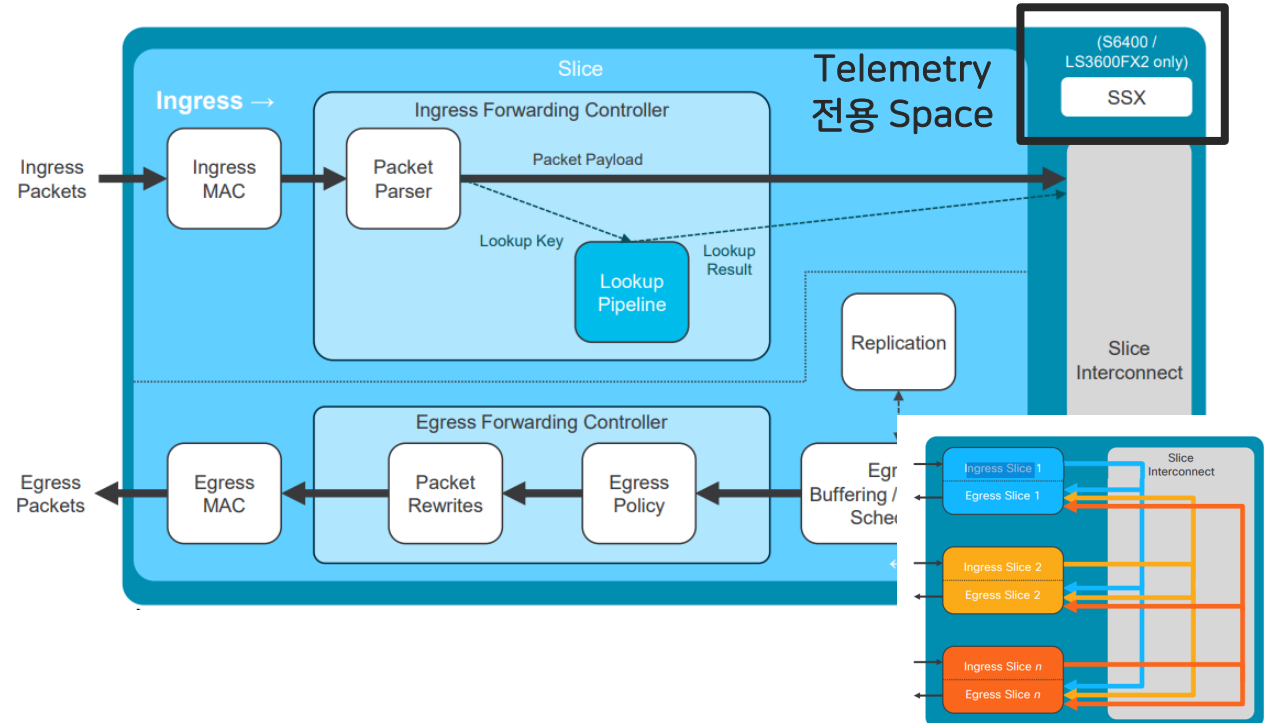 (S6400 /
LS3600FX2 only)
SSX
Telemetry
전용 Space
Slice
Ingress →
Ingress Forwarding Controller
Ingress
Packets
Ingress
MAC
Packet
Parser
Packet Payload
Lookup Key
Lookup
Result
Lookup
Pipeline
Replication
Slice
Interconnect
Egress Forwarding Controller
Egress
Packets
Egress
MAC
Packet
Rewrites
Egress
Policy
Buffering /
Slice
Interconnect
Ingress Slice 1
Egress Slice 1
Ingress Slice 2
Egress Slice 2
Ingress Slice n
Egress Slice n